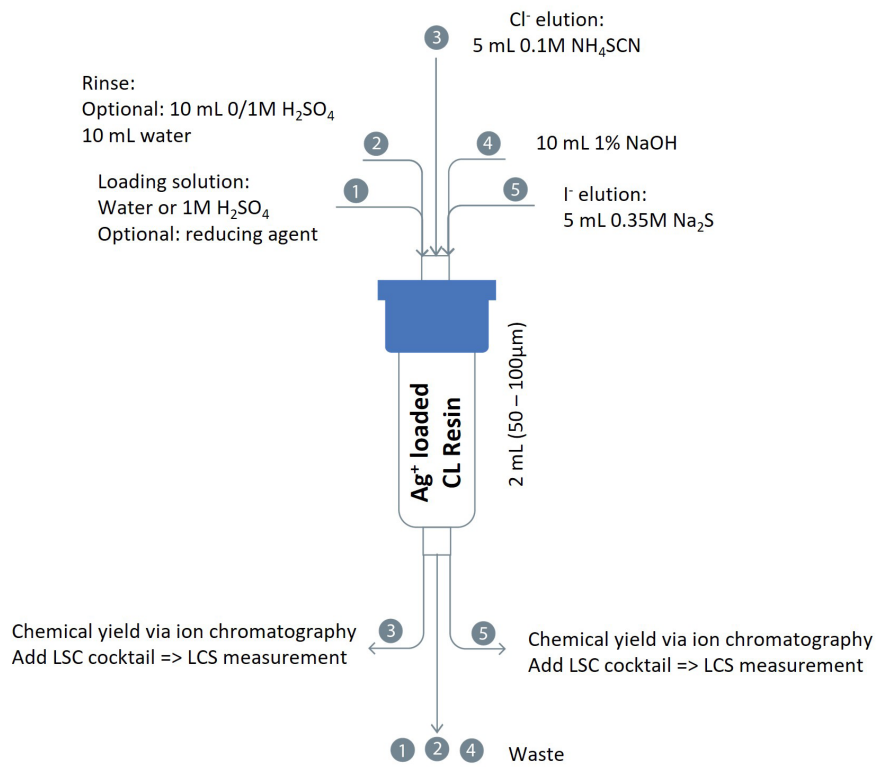 Cl⁻ elution:
3
5 mL 0.1M NH₄SCN
Rinse:
Optional: 10 mL 0/1M H₂SO₄
10 mL water
2
4
10 mL 1% NaOH
Loading solution:
Water or 1M H₂SO₄
Optional: reducing agent
1
5
I⁻ elution:
5 mL 0.35M Na₂S
Ag⁺ loaded
CL Resin
2 mL (50 – 100µm)
Chemical yield via ion chromatography
Add LSC cocktail => LCS measurement
3
5
Chemical yield via ion chromatography
Add LSC cocktail => LCS measurement
1 2 4 Waste